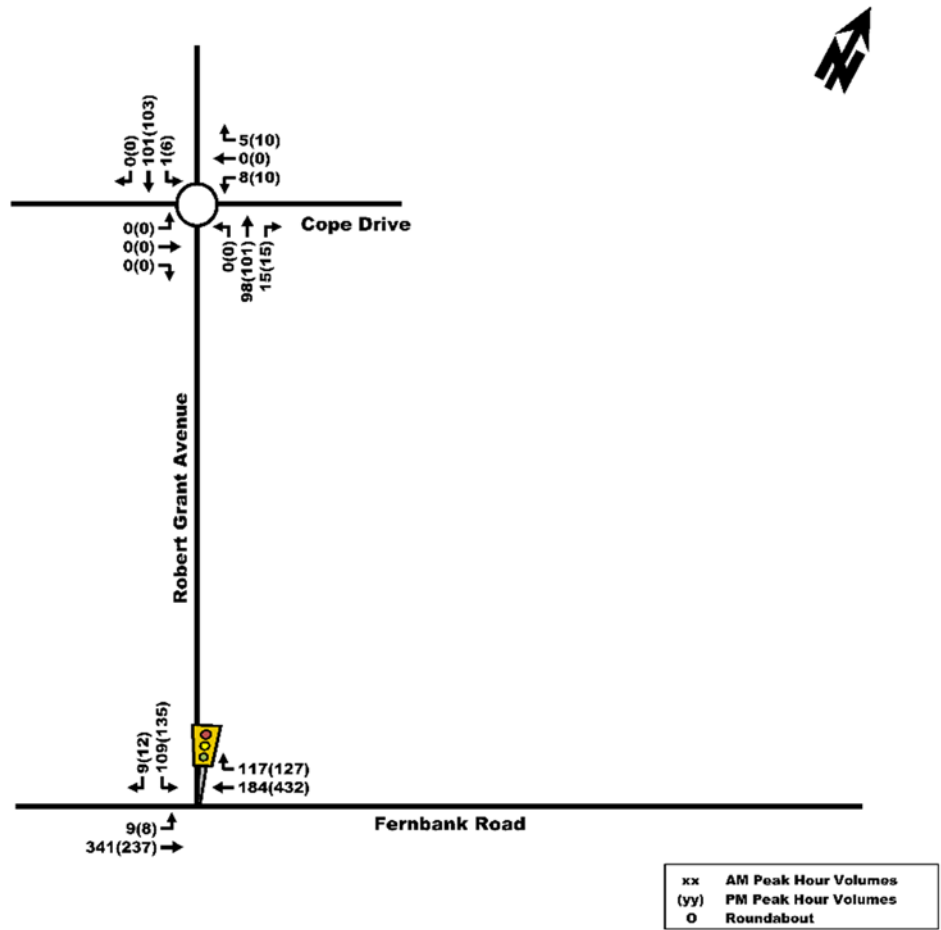 N
0(0)
101(103)
1(6)
5(10)
0(0)
8(10)
Cope Drive
0(0)
0(0)
0(0)
0(0)
98(101)
15(15)
Robert Grant Avenue
9(12)
109(135)
117(127)
184(432)
Fernbank Road
9(8)
341(237)
xx AM Peak Hour Volumes
(yy) PM Peak Hour Volumes
O Roundabout